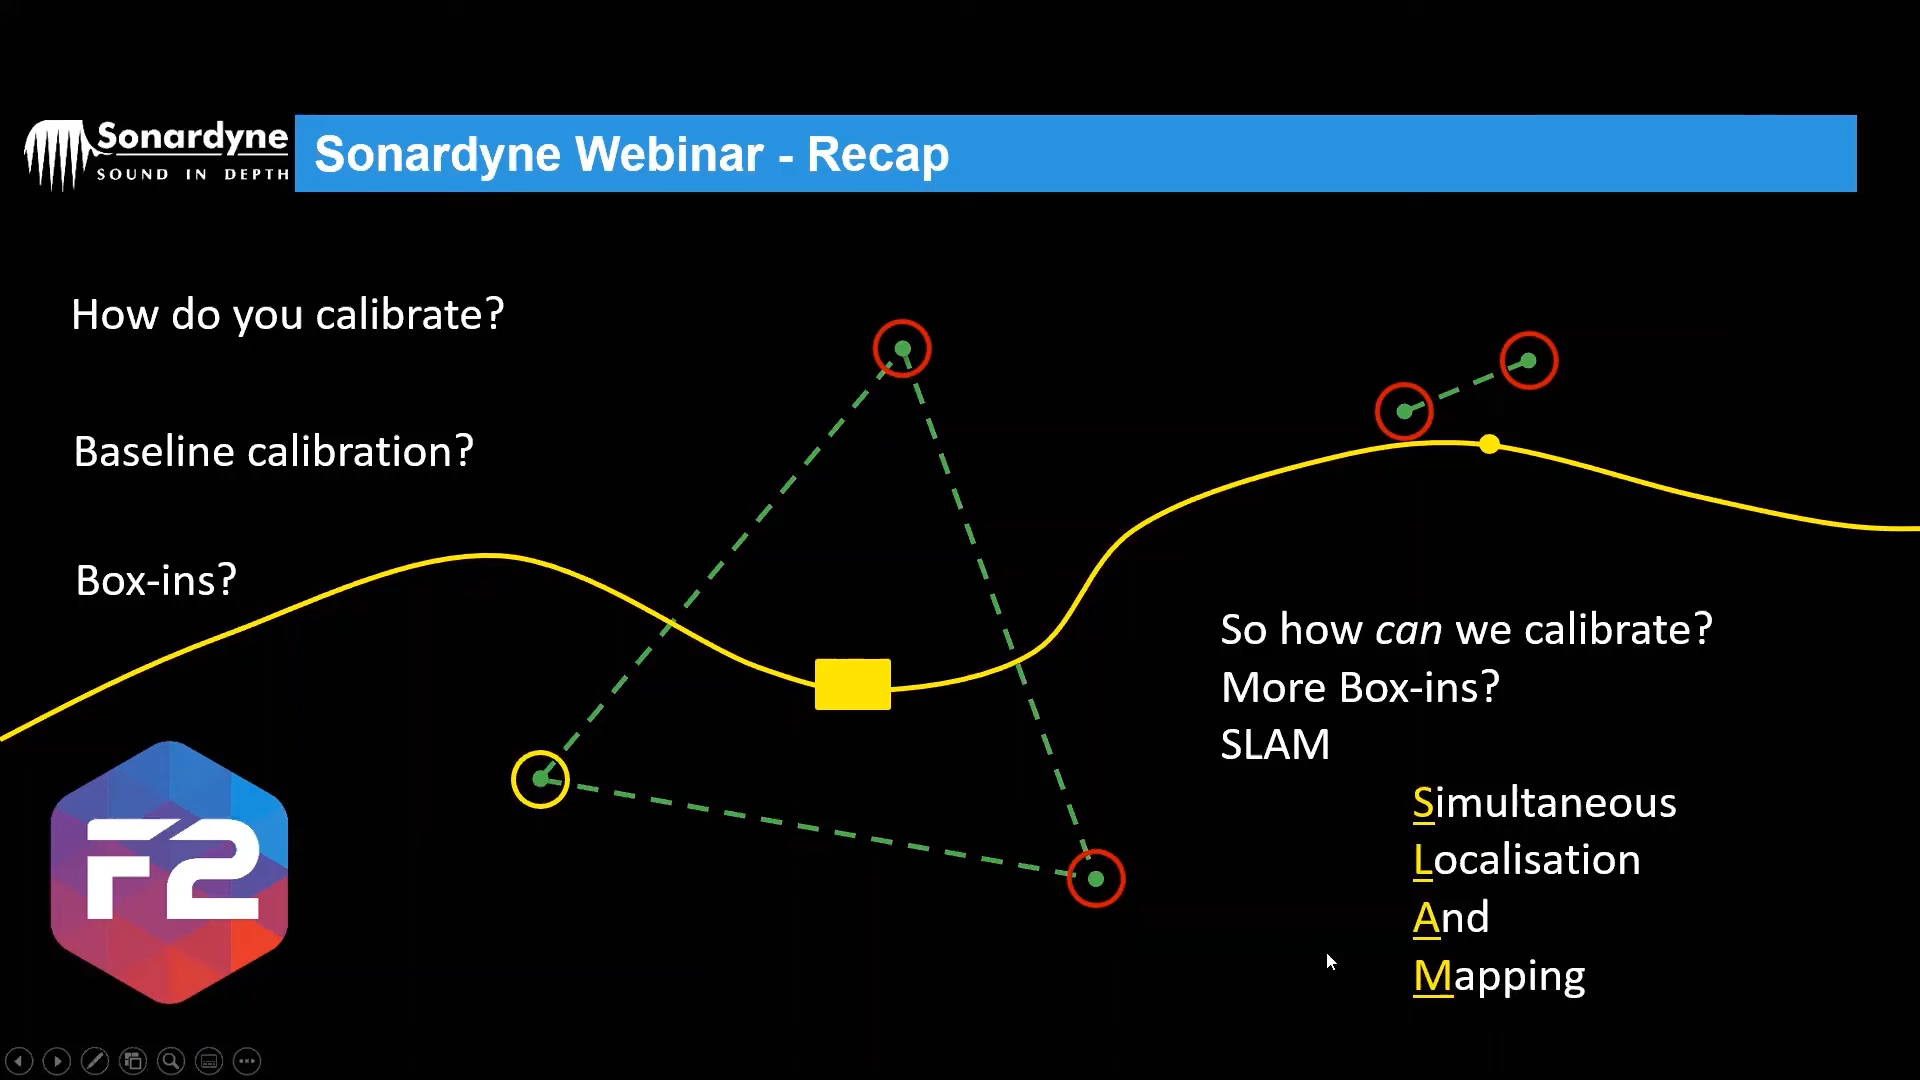 Sonardyne
SOUND IN DEPTH
Sonardyne Webinar - Recap
How do you calibrate?
Baseline calibration?
Box-ins?
So how can we calibrate?
More Box-ins?
SLAM
Simultaneous
Localisation
And
Mapping
F2